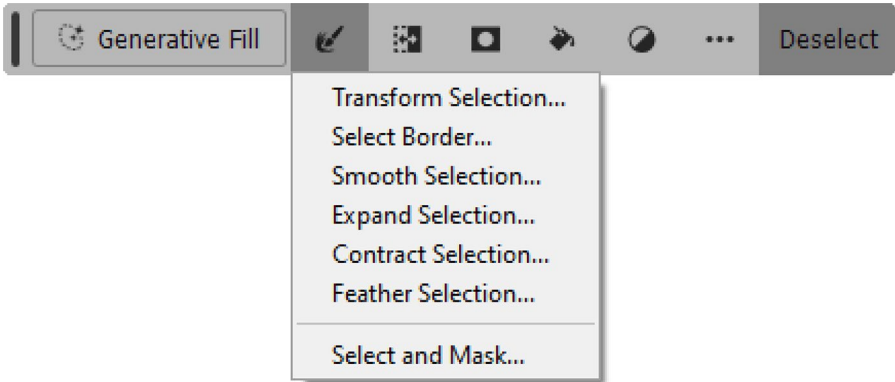 Generative Fill
Deselect
Transform Selection...
Select Border...
Smooth Selection...
Expand Selection...
Contract Selection...
Feather Selection...
Select and Mask...